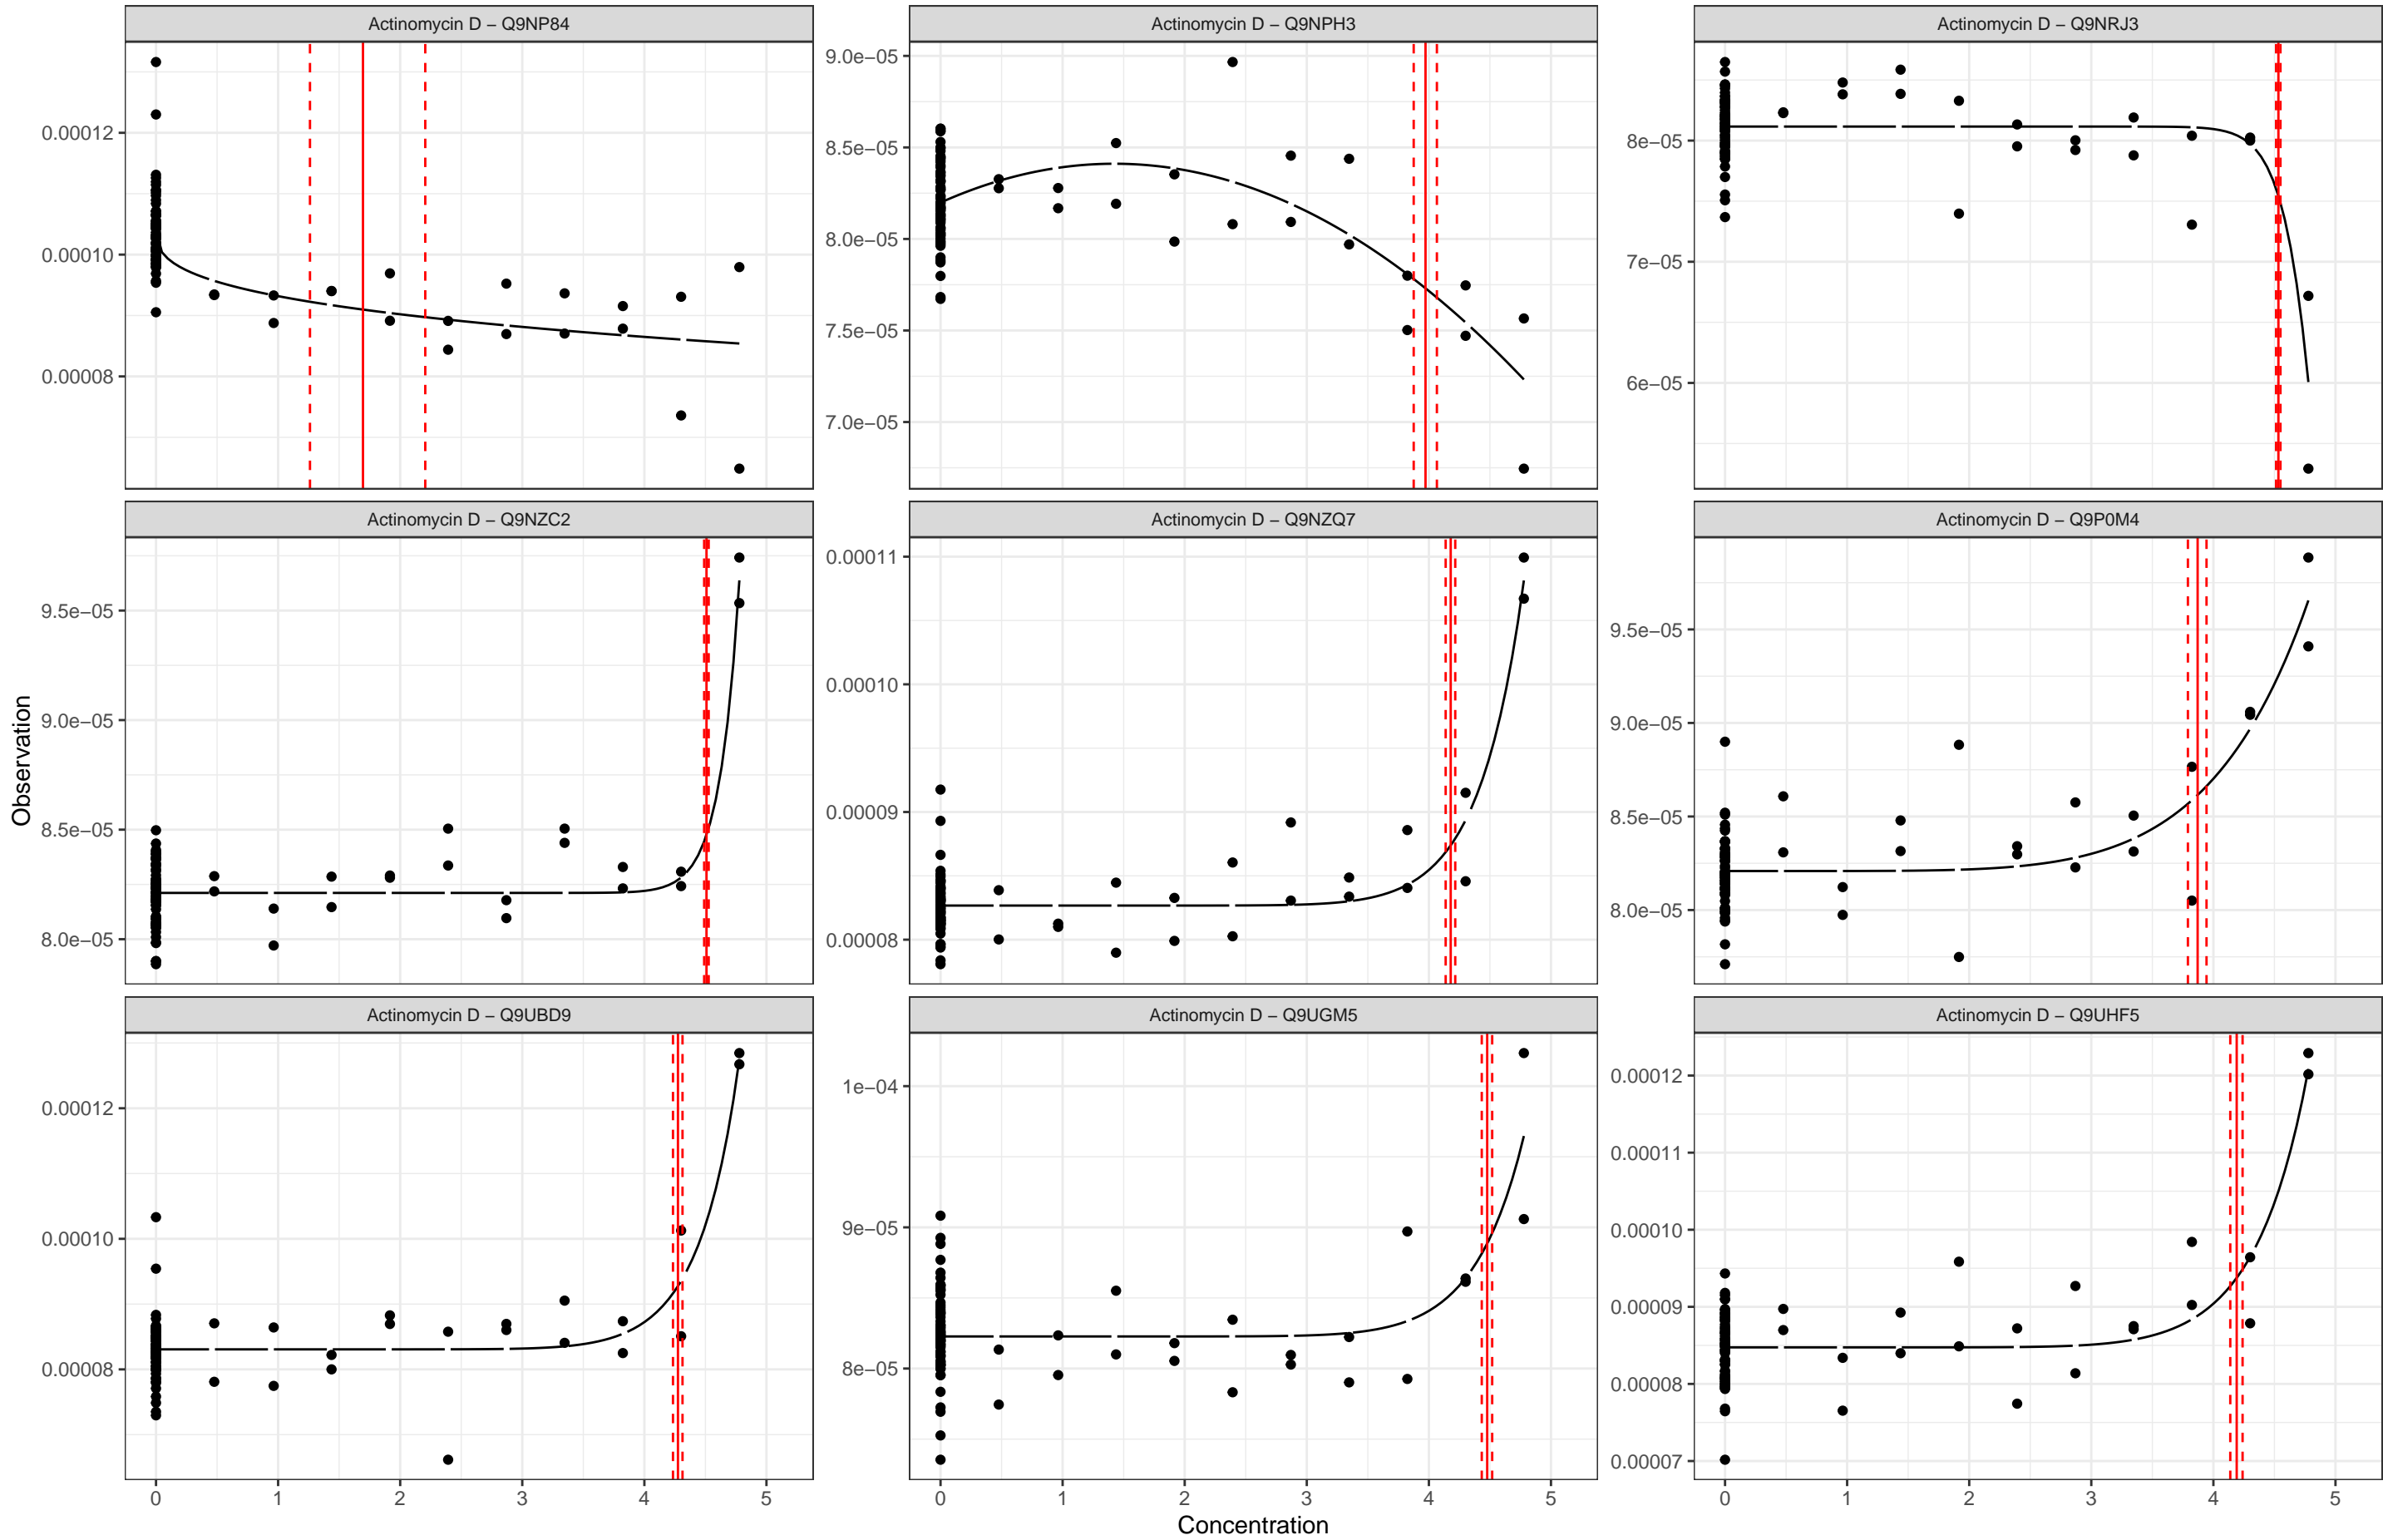 Actinomycin D – Q9NP84
Actinomycin D – Q9NPH3
Actinomycin D – Q9NRJ3
0.00012
0.00010
0.00008
9.0e−05
8.5e−05
8.0e−05
7.5e−05
7.0e−05
8e−05
7e−05
6e−05
Actinomycin D – Q9NZC2
Actinomycin D – Q9NZQ7
Actinomycin D – Q9P0M4
9.5e−05
9.0e−05
8.5e−05
8.0e−05
0.00011
0.00010
0.00009
0.00008
9.5e−05
9.0e−05
8.5e−05
8.0e−05
Observation
Actinomycin D – Q9UBD9
Actinomycin D – Q9UGM5
Actinomycin D – Q9UHF5
0.00012
0.00010
0.00008
1e−04
9e−05
8e−05
0.00012
0.00011
0.00010
0.00009
0.00008
0.00007
0 1 2 3 4 5
0 1 2 3 4 5
0 1 2 3 4 5
Concentration